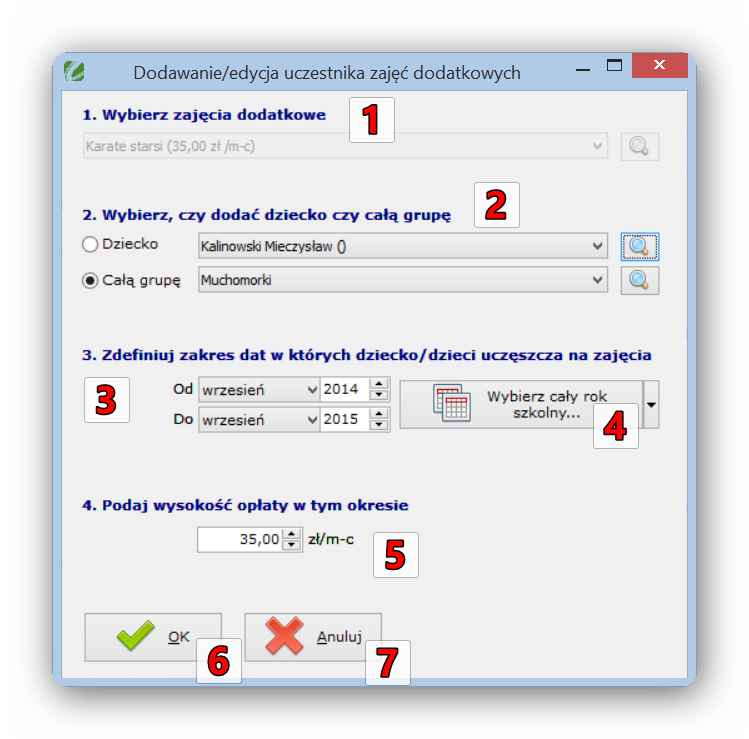 Dodawanie/edycja uczestnika zajęć dodatkowych
1. Wybierz zajęcia dodatkowe
1
Karate starsi (35,00 zł /m-c)
2
2. Wybierz, czy dodać dziecko czy całą grupę
Dziecko Kalinowski Mieczysław ()
Całą grupę Muchomorki
3. Zdefiniuj zakres dat w których dziecko/dzieci uczęszcza na zajęcia
3
Od wrzesień 2014
Do wrzesień 2015
Wybierz cały rok
szkolny...
4
4. Podaj wysokość opłaty w tym okresie
35,00 zł/m-c
5
OK
6
Anuluj
7